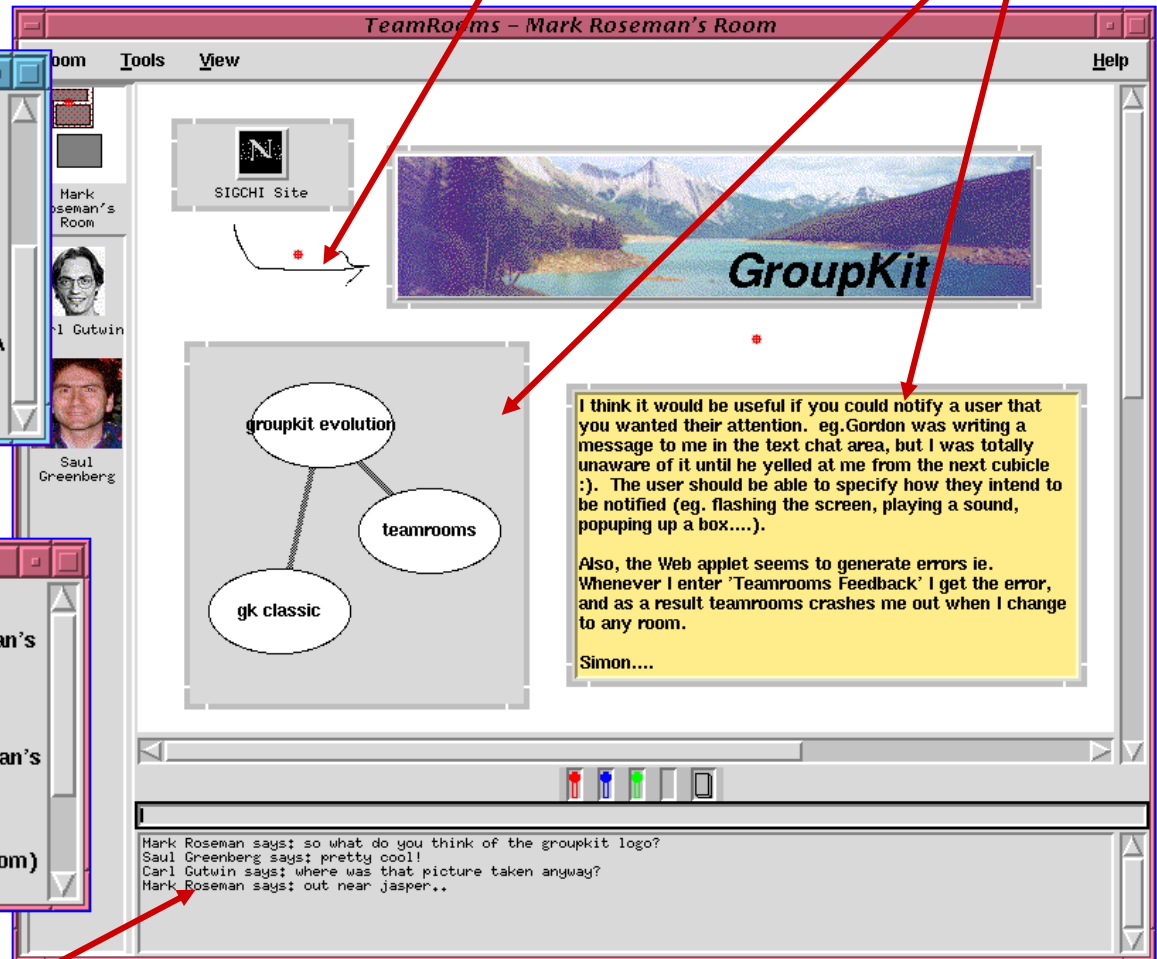 TeamRooms – Mark Roseman's Room
oom Tools View Help
Mark
oseman's
Room
rl Gutwin
Saul
Greenberg
N
SIGCHI Site
GroupKit
groupkit evolution
teamrooms
gk classic
I think it would be useful if you could notify a user that
you wanted their attention. eg.Gordon was writing a
message to me in the text chat area, but I was totally
unaware of it until he yelled at me from the next cubicle
:). The user should be able to specify how they intend to
be notified (eg. flashing the screen, playing a sound,
popuping up a box....).
Also, the Web applet seems to generate errors ie.
Whenever I enter 'Teamrooms Feedback' I get the error,
and as a result teamrooms crashes me out when I change
to any room.
Simon....
an's
an's
om)
Mark Roseman says: so what do you think of the groupkit logo?
Saul Greenberg says: pretty cool!
Carl Gutwin says: where was that picture taken anyway?
Mark Roseman says: out near jasper..